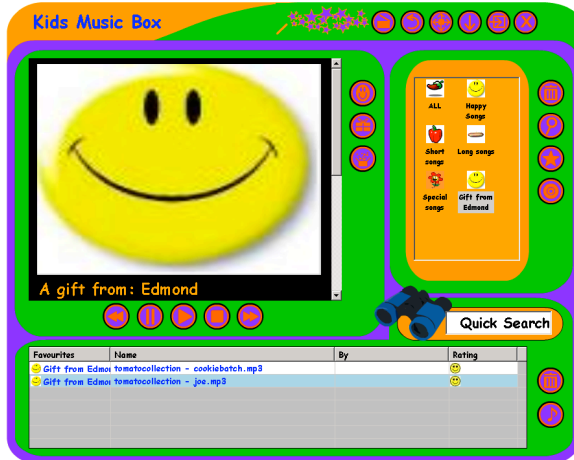 Kids Music Box
ALL
Happy
Songs
Short
songs
Long songs
Special
songs
Gift from
Edmond
A gift from: Edmond
Quick Search
Favourites Name By Rating
Gift from Edmo tomatocollection - cookiebatch.mp3
Gift from Edmo tomatocollection - joe.mp3